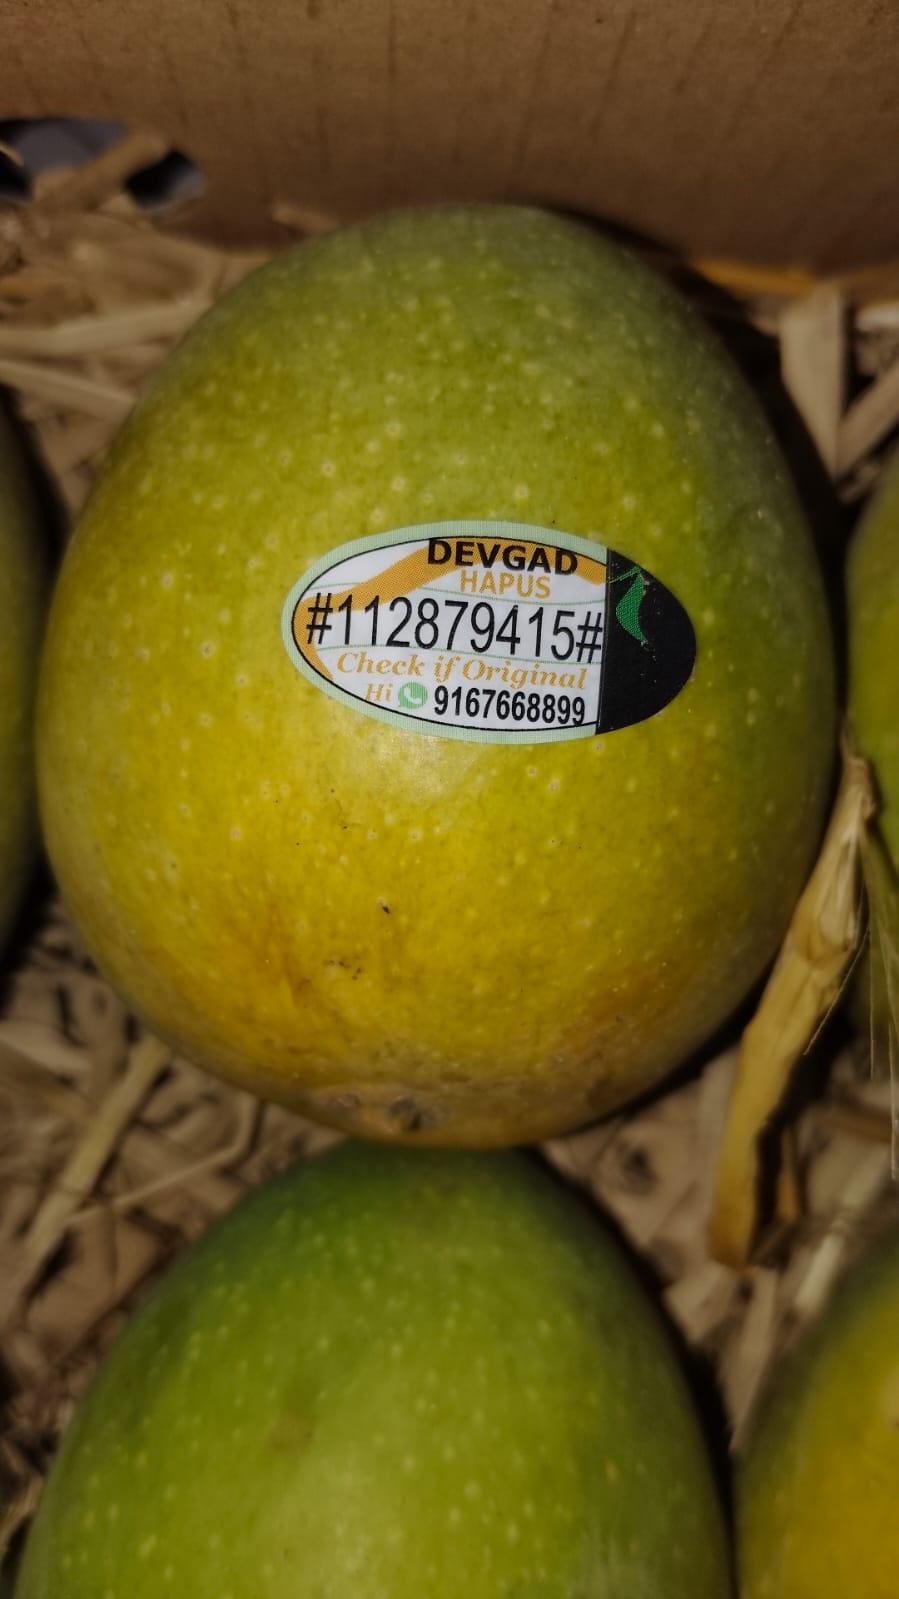 DEVGAD
HAPUS
#112879415#
Check if Original
Hi 9167668899